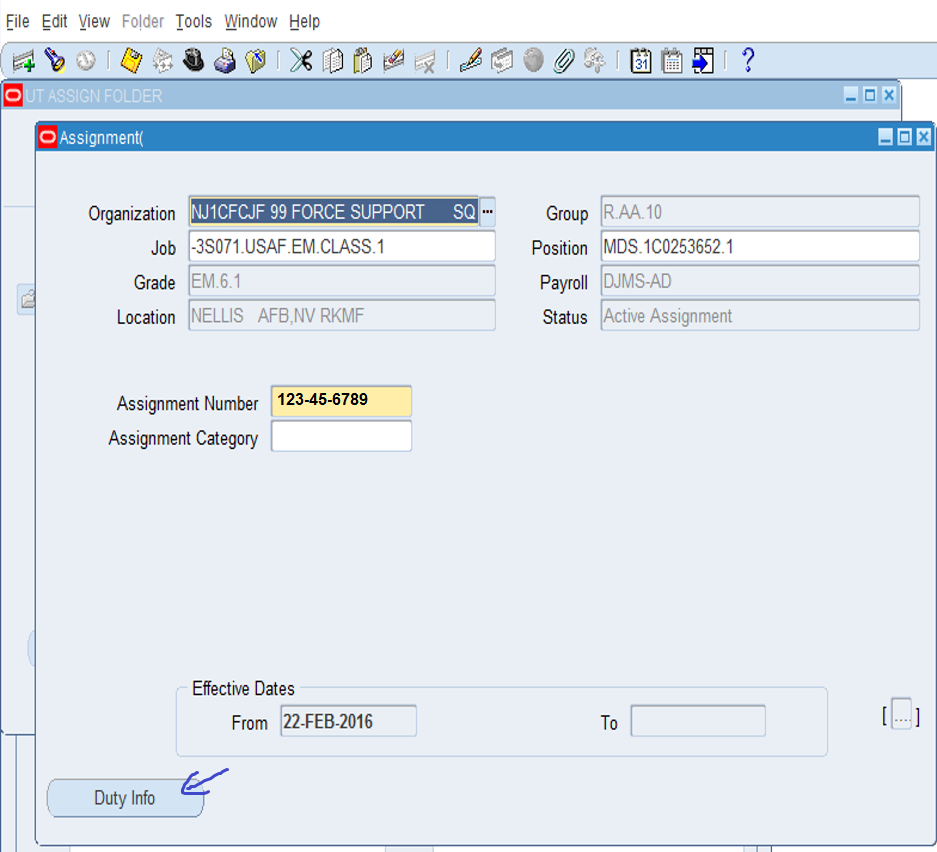 File Edit View Folder Tools Window Help
31
?
UT ASSIGN FOLDER
Assignment(
Organization NJ1CFCJF 99 FORCE SUPPORT SQ ... Group R.AA.10
Job -3S071.USAF.EM.CLASS.1 Position MDS.1C0253652.1
Grade EM.6.1 Payroll DJMS-AD
Location NELLIS AFB,NV RKMF Status Active Assignment
Assignment Number 123-45-6789
Assignment Category
Effective Dates
From 22-FEB-2016 To [....]
Duty Info